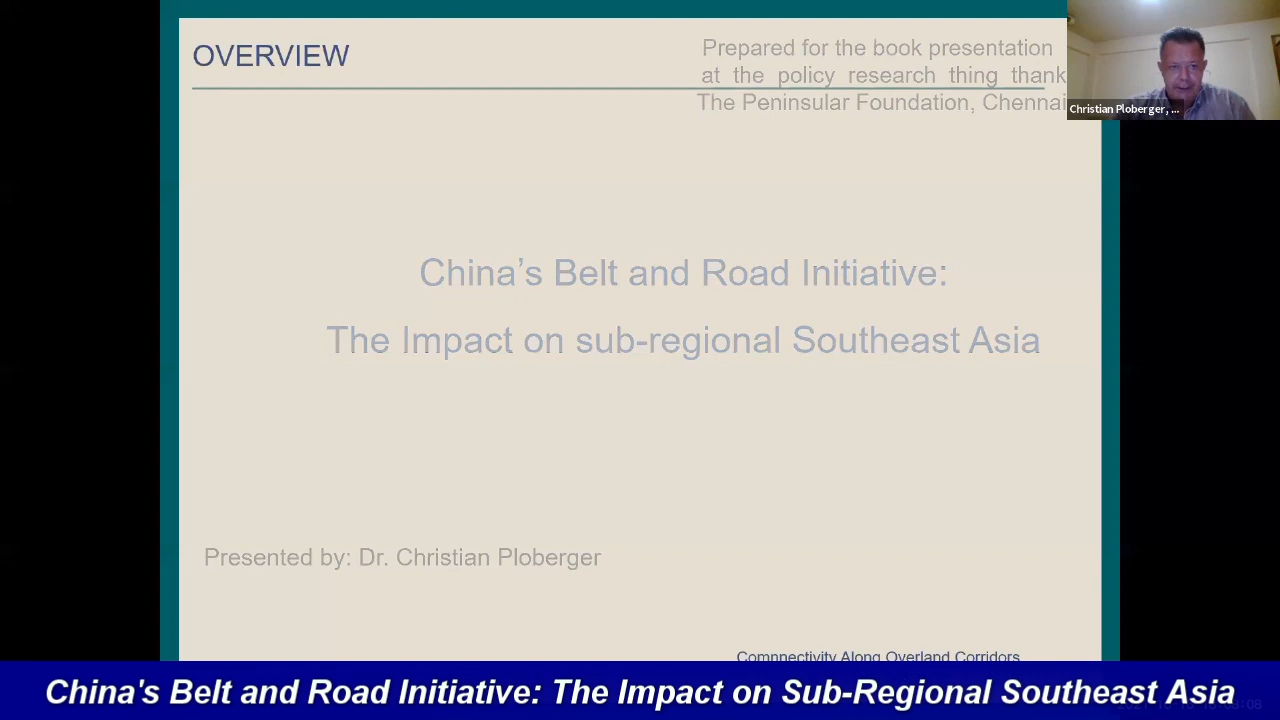 OVERVIEW
Prepared for the book presentation
at the policy research thing thank
The Peninsular Foundation, Chennai
Christian Ploberger, ...
China’s Belt and Road Initiative:
The Impact on sub-regional Southeast Asia
Presented by: Dr. Christian Ploberger
Comnnectivity Along Overland Corridors
China's Belt and Road Initiative: The Impact on Sub-Regional Southeast Asia